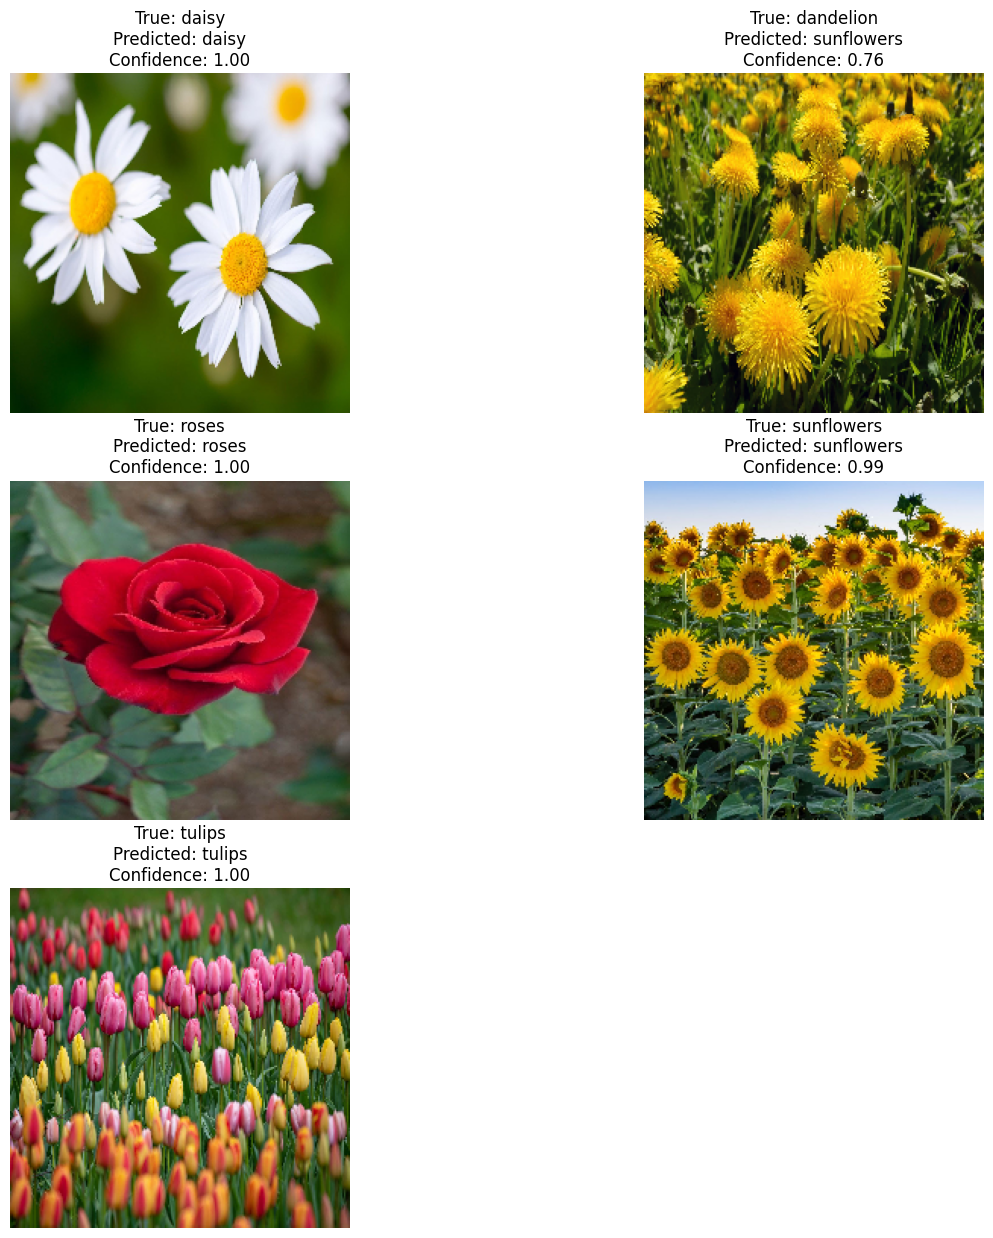 True: daisy
Predicted: daisy
Confidence: 1.00
True: dandelion
Predicted: sunflowers
Confidence: 0.76
True: roses
Predicted: roses
Confidence: 1.00
True: sunflowers
Predicted: sunflowers
Confidence: 0.99
True: tulips
Predicted: tulips
Confidence: 1.00